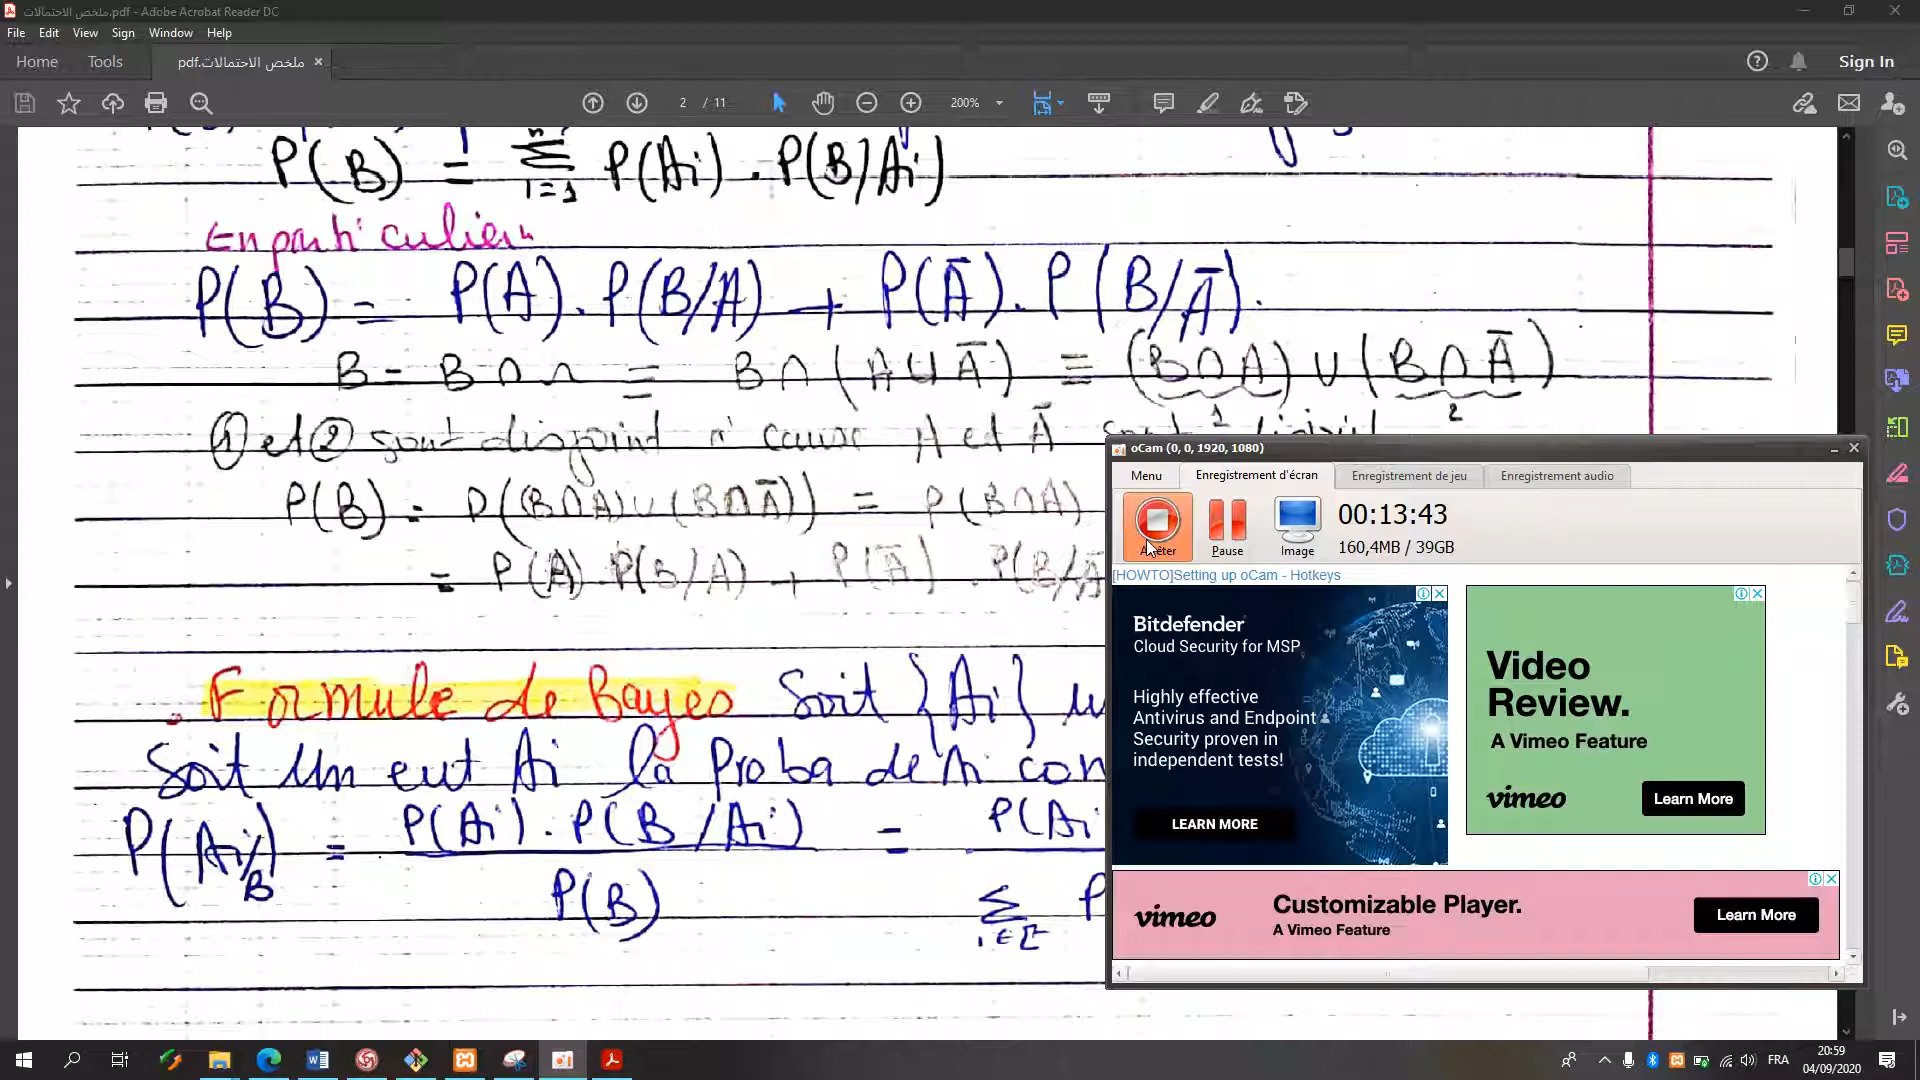 ملخص الاحتمالات.pdf - Adobe Acrobat Reader DC
File Edit View Sign Window Help
Home Tools ملخص الاحتمالات.pdf × Sign In
2 / 11 200%
P(B) = Σ i=1 P(Ai) . P(B/Ai)
En particulier
P(B) = P(A) . P(B/A) + P(Ā) . P(B/Ā).
B = B ∩ Ω = B ∩ (A ∪ Ā) = (B ∩ A) ∪ (B ∩ Ā)
1 2
① et ② sont disjoint à cause A et Ā sont disjoint
P(B) = P((B∩A) ∪ (B∩Ā)) = P(B∩A)
= P(A) . P(B/A) + P(Ā) . P(B/Ā
. Formule de Bayes Soit {Ai} u
Soit Un evt Ai la Proba de Ai con
P(Ai/B) = P(Ai) . P(B/Ai) = P(Ai
P(B) Σ i∈I P
oCam (0, 0, 1920, 1080)
Menu Enregistrement d'écran Enregistrement de jeu Enregistrement audio
00:13:43
Arrêter Pause Image 160,4MB / 39GB
[HOWTO]Setting up oCam - Hotkeys
Bitdefender
Cloud Security for MSP
Highly effective
Antivirus and Endpoint
Security proven in
independent tests!
LEARN MORE
Video
Review.
A Vimeo Feature
vimeo Learn More
vimeo Customizable Player.
A Vimeo Feature
Learn More
FRA 20:59
04/09/2020